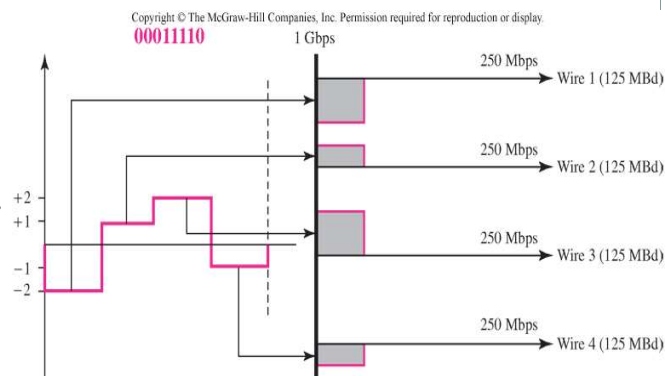 Copyright © The McGraw-Hill Companies, Inc. Permission required for reproduction or display.
00011110
1 Gbps
250 Mbps
Wire 1 (125 MBd)
250 Mbps
Wire 2 (125 MBd)
+2
+1
250 Mbps
Wire 3 (125 MBd)
−1
−2
250 Mbps
Wire 4 (125 MBd)